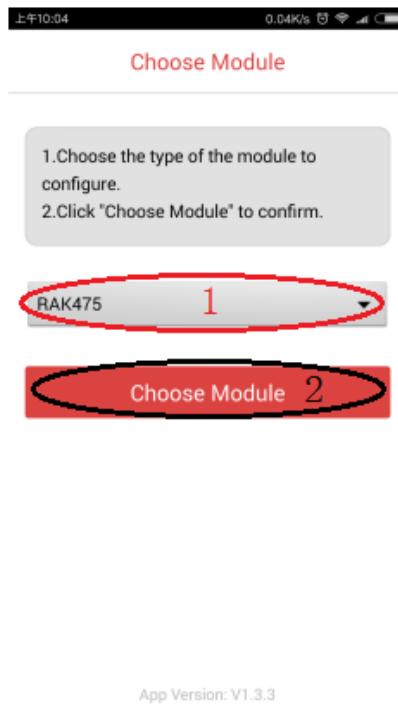 上午10:04 0.04K/s
Choose Module
1.Choose the type of the module to
configure.
2.Click "Choose Module" to confirm.
RAK475 1
Choose Module 2
App Version: V1.3.3